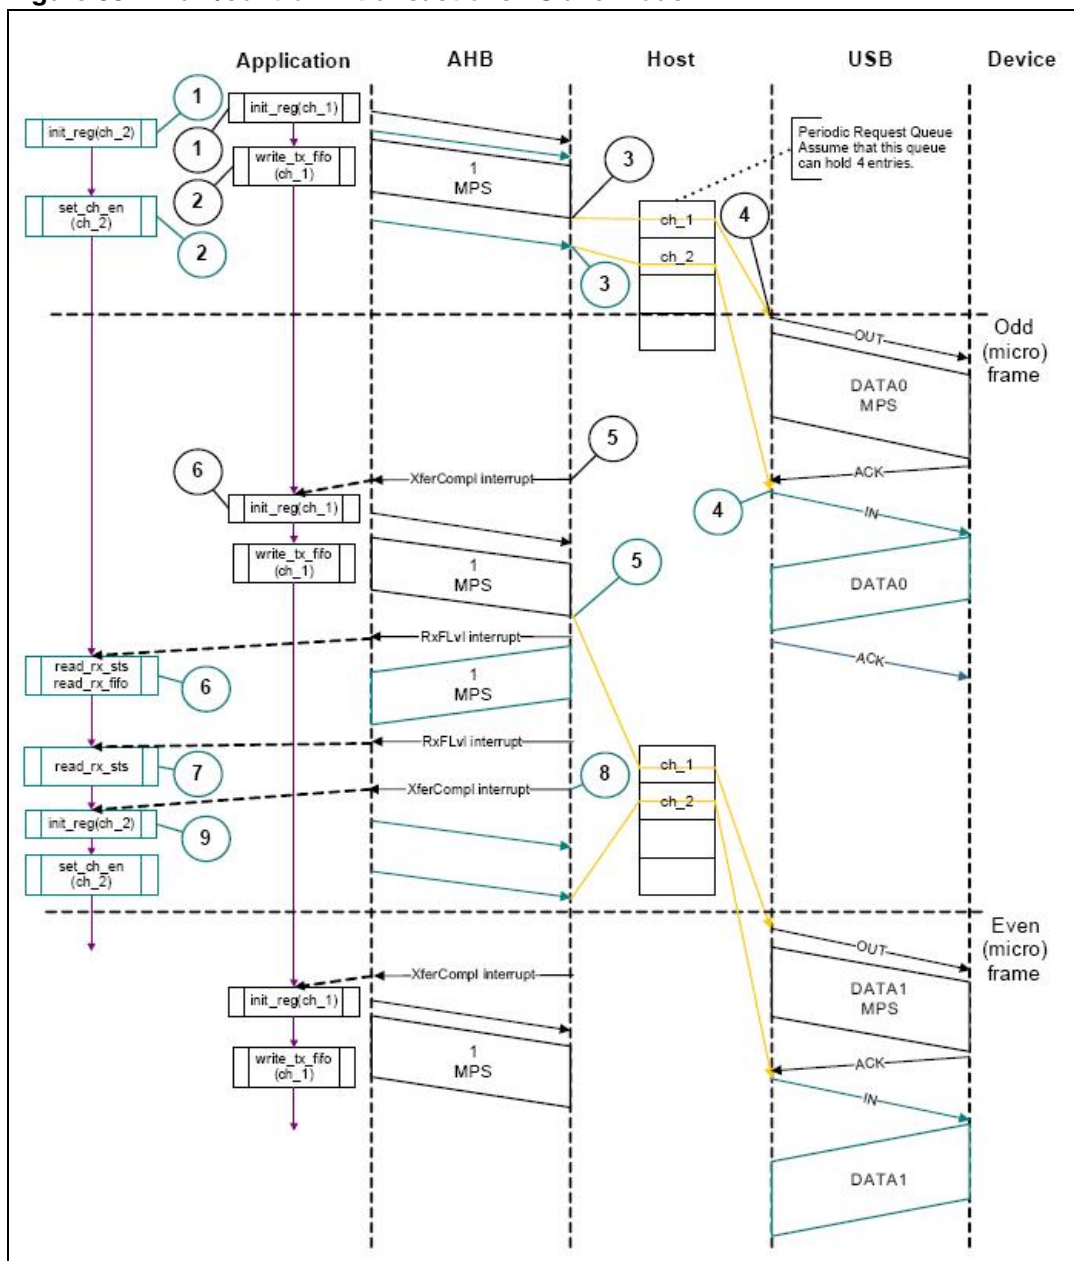 Application AHB Host USB Device
1
init_reg(ch_1)
init_reg(ch_2)
1
Periodic Request Queue
Assume that this queue
can hold 4 entries.
write_tx_fifo
(ch_1)
1
MPS
3
2
4
set_ch_en
(ch_2)
ch_1
2
ch_2
3
Odd
(micro)
frame
OUT
DATA0
MPS
5
6
ACK
XferCompl interrupt
init_reg(ch_1)
4
IN
write_tx_fifo
(ch_1)
1
MPS
5
DATA0
RxFLvl interrupt
ACK
read_rx_sts
read_rx_fifo
6
1
MPS
RxFLvl interrupt
read_rx_sts
7
ch_1
8
XferCompl interrupt
ch_2
init_reg(ch_2)
9
set_ch_en
(ch_2)
Even
(micro)
frame
OUT
XferCompl interrupt
DATA1
MPS
init_reg(ch_1)
write_tx_fifo
(ch_1)
1
MPS
ACK
IN
DATA1